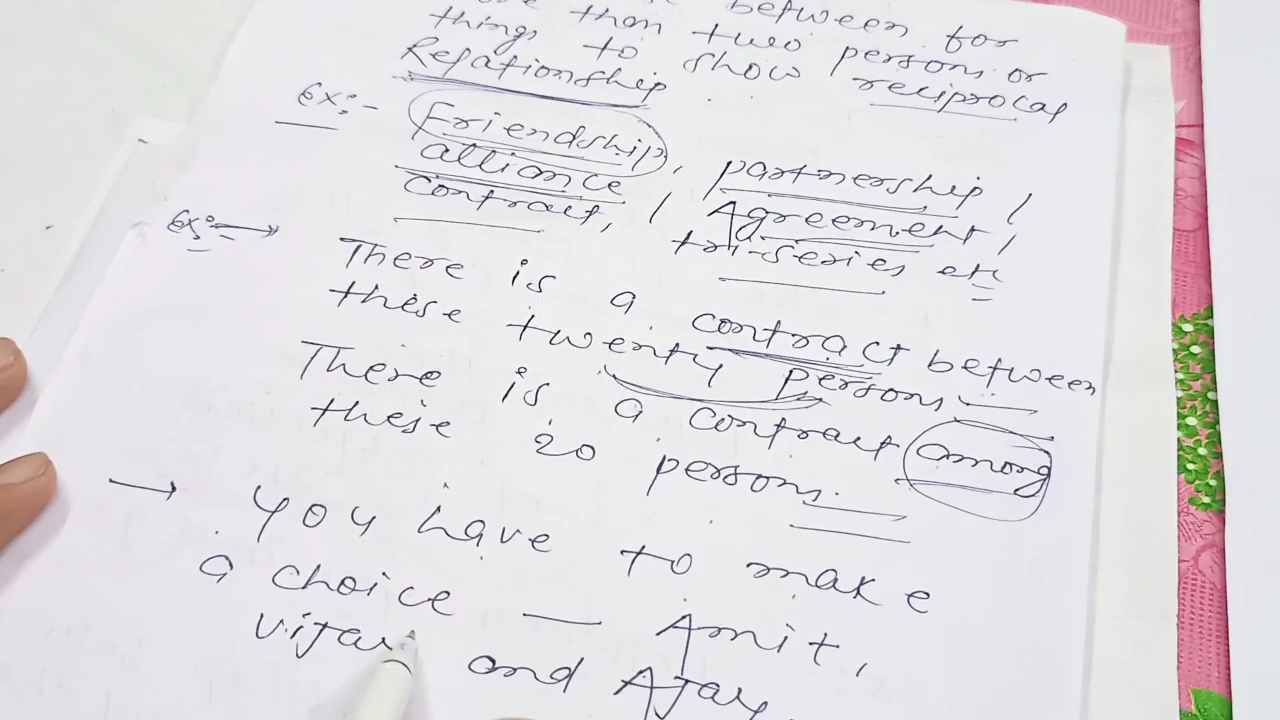 between for
than two persons or
things to show reciprocal
Relationship
Ex:- Friendship, partnership,
alliance, Agreement,
contract, tri-series etc
Ex:- → There is a contract between
these twenty persons
There is a contract among
these 20 persons.
→ You have to make
a choice — Amit,
Vijay and Ajay.